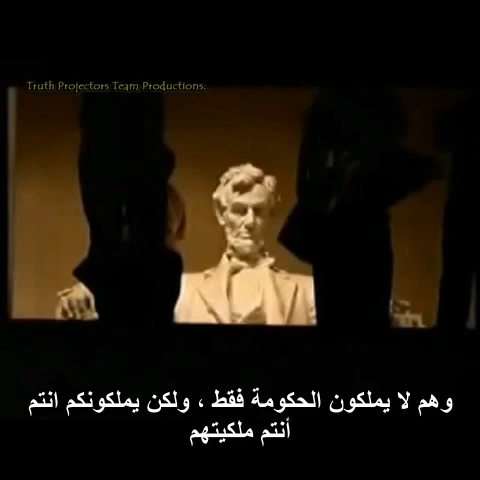 Truth Projectors Team Productions.
وهم لا يملكون الحكومة فقط ، ولكن يملكونكم انتم
أنتم ملكيتهم